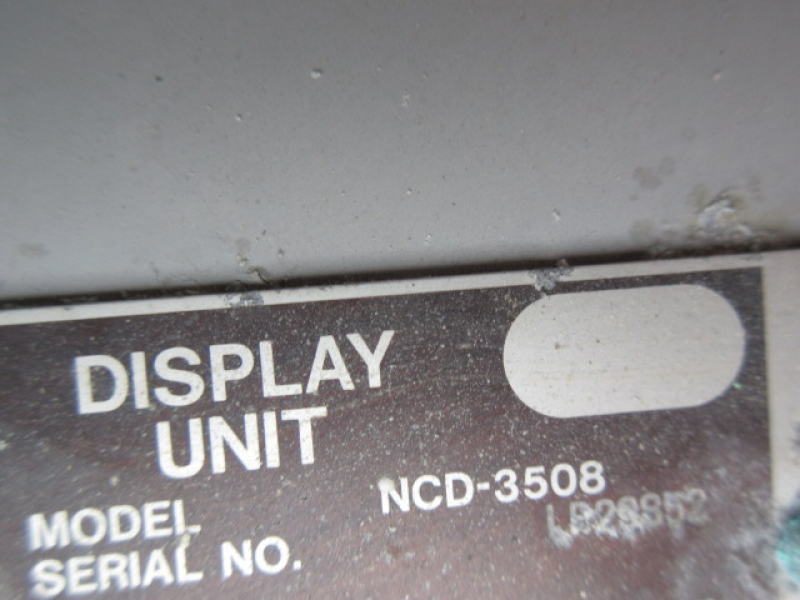 DISPLAY
UNIT
MODEL NCD-3508
SERIAL NO.